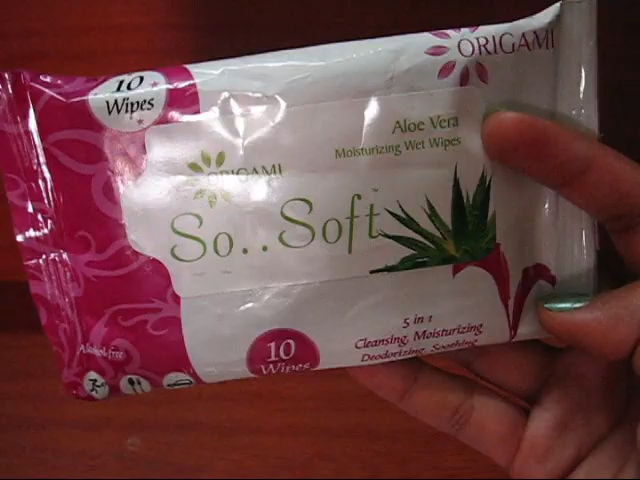 10
Wipes
ORIGAMI
Aloe Vera
Moisturizing Wet Wipes
ORIGAMI
So..Soft
5 in 1
Cleansing, Moisturizing
Deodorizing, Soothing
10
Wipes
Alcohol-free